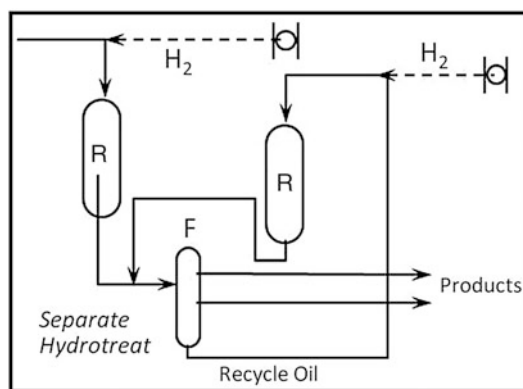 H₂
H₂
R
R
F
Products
Separate
Hydrotreat
Recycle Oil